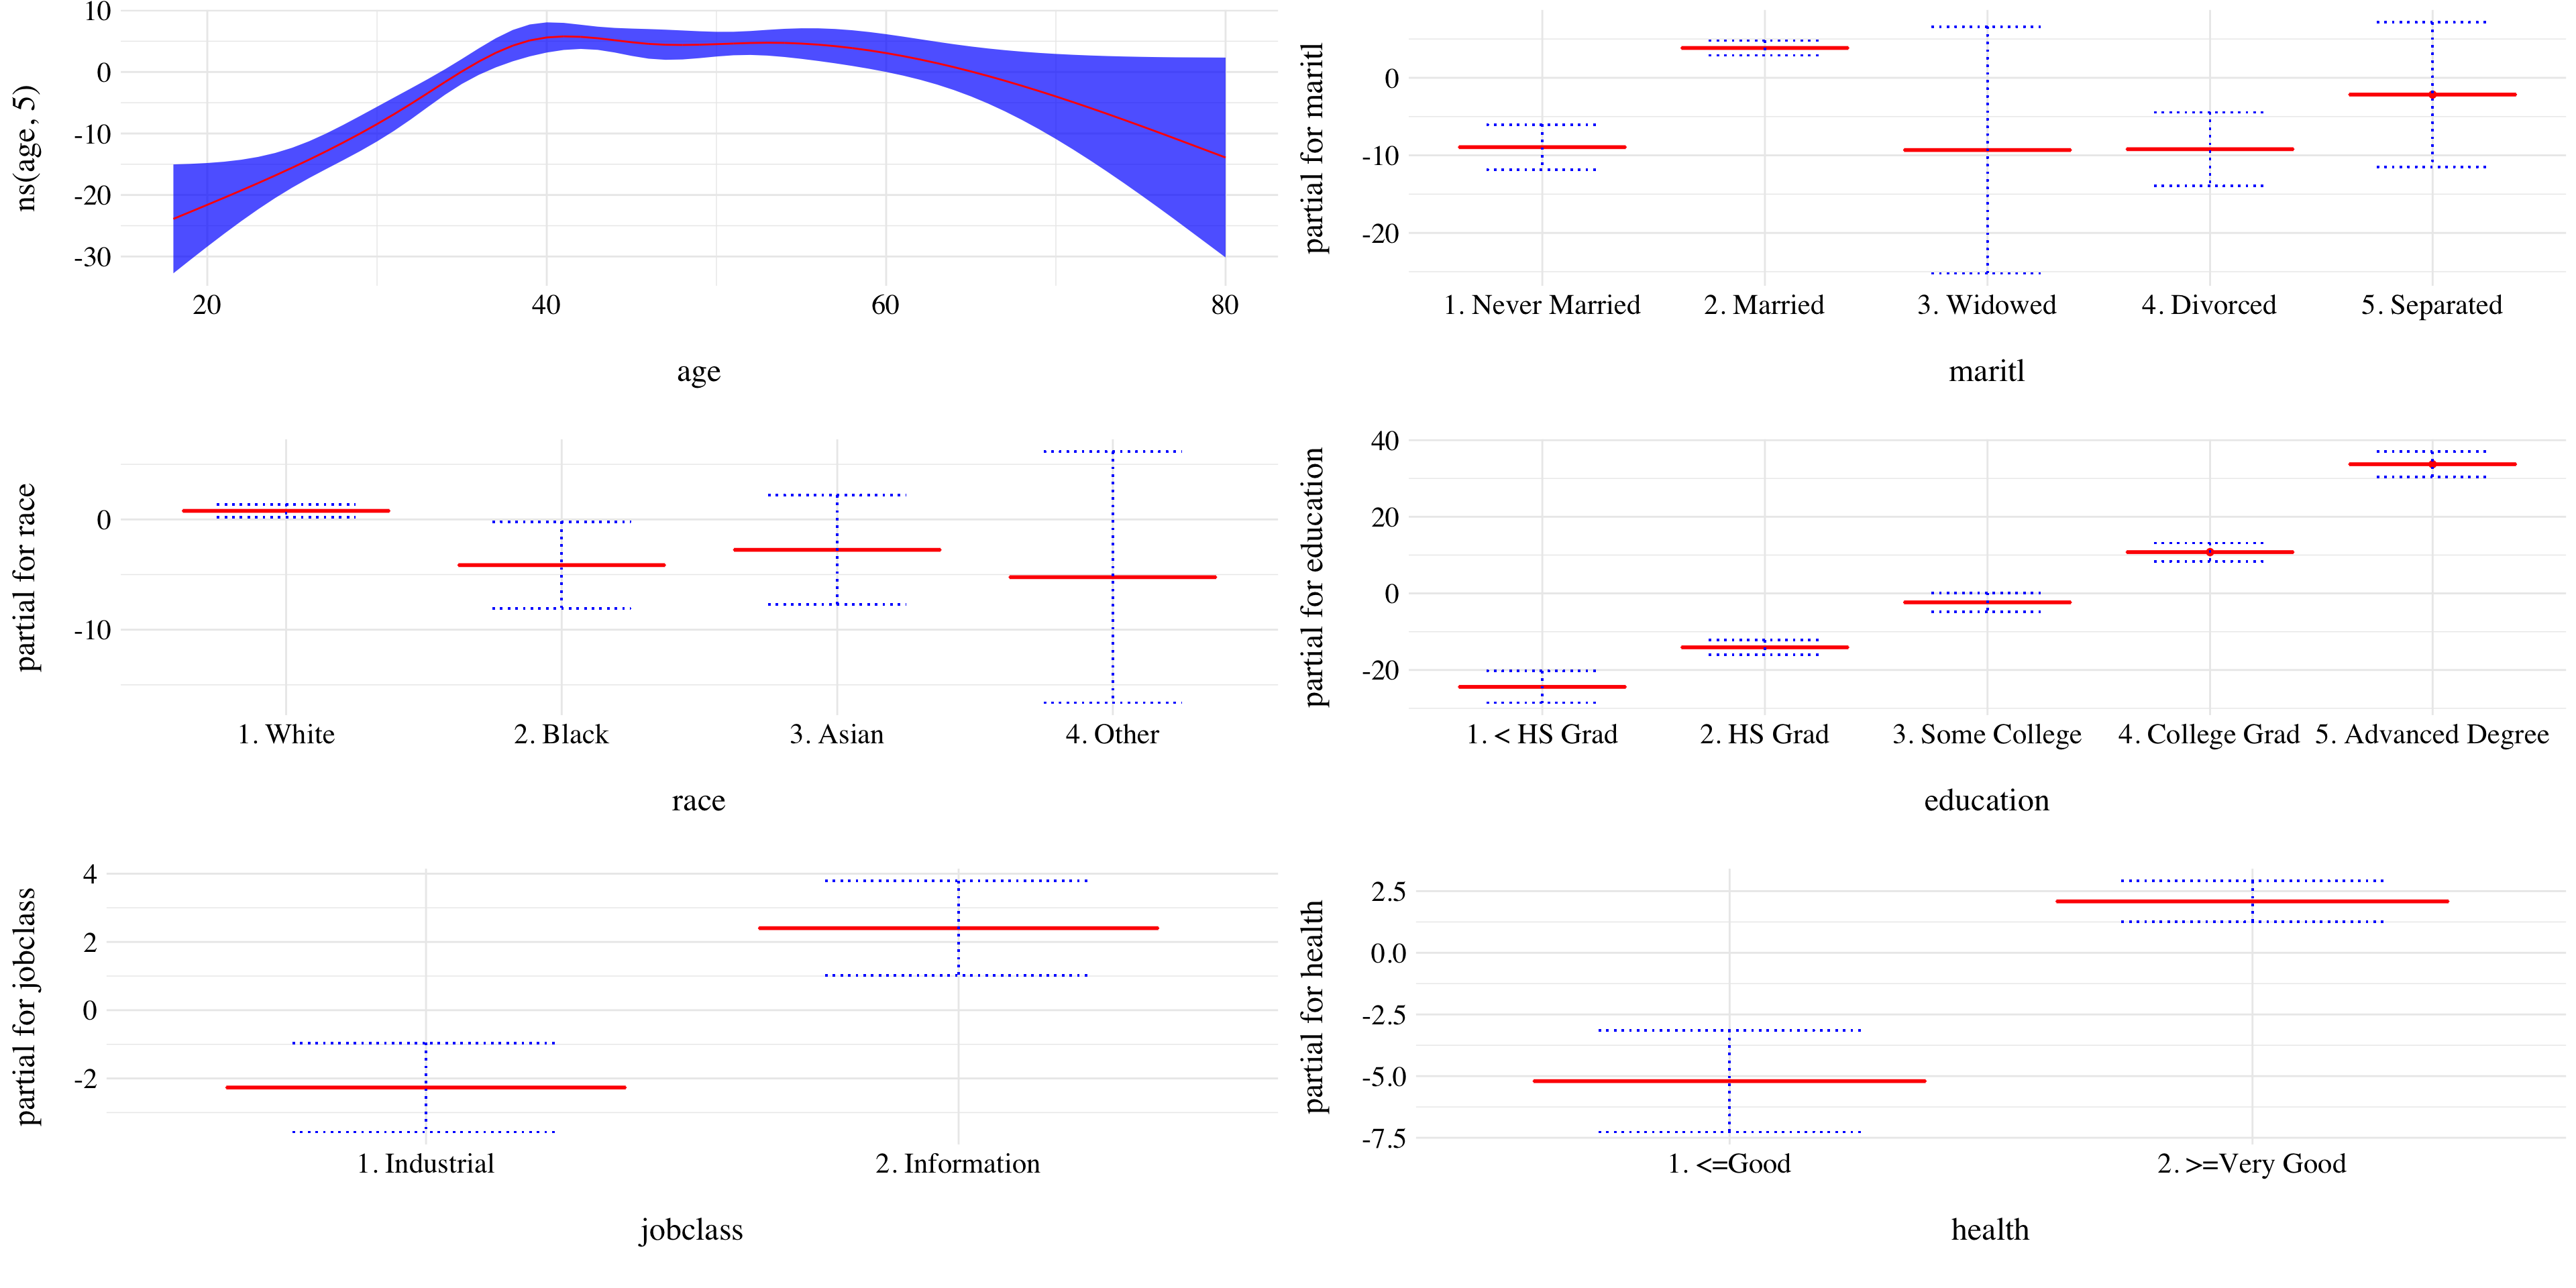 10
0
-10
-20
-30
ns(age, 5)
20 40 60 80
age
0
-10
-20
partial for maritl
1. Never Married 2. Married 3. Widowed 4. Divorced 5. Separated
maritl
0
-10
partial for race
1. White 2. Black 3. Asian 4. Other
race
40
20
0
-20
partial for education
1. < HS Grad 2. HS Grad 3. Some College 4. College Grad 5. Advanced Degree
education
4
2
0
-2
partial for jobclass
1. Industrial 2. Information
jobclass
2.5
0.0
-2.5
-5.0
-7.5
partial for health
1. <=Good 2. >=Very Good
health